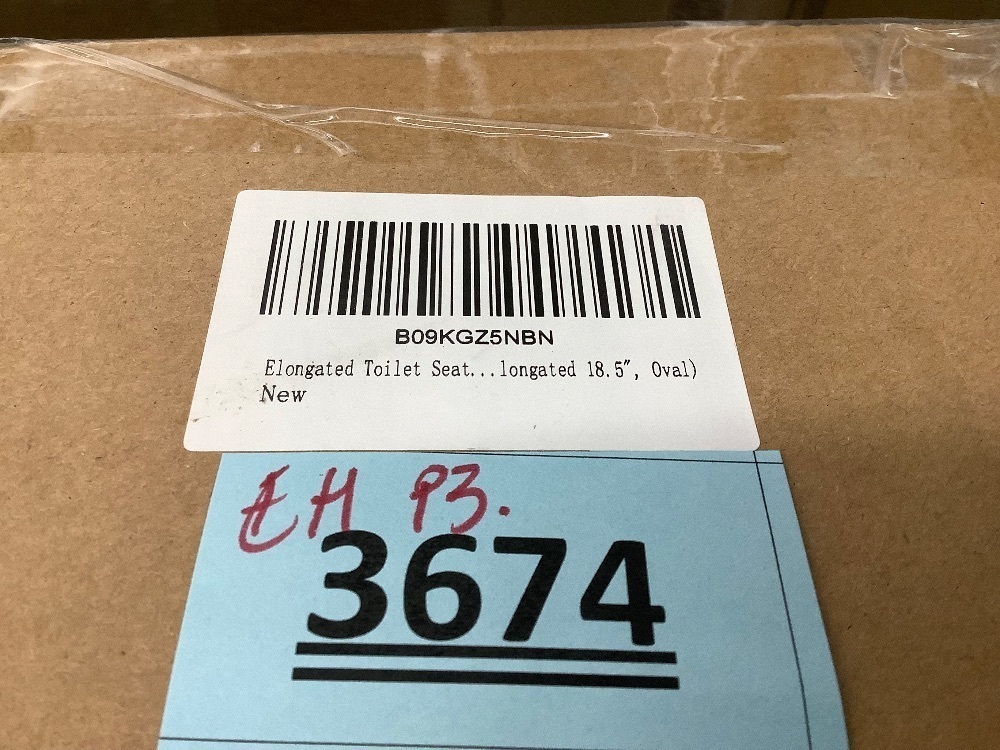 B09KGZ5NBN
Elongated Toilet Seat...longated 18.5", Oval)
New
EH P3.
3674